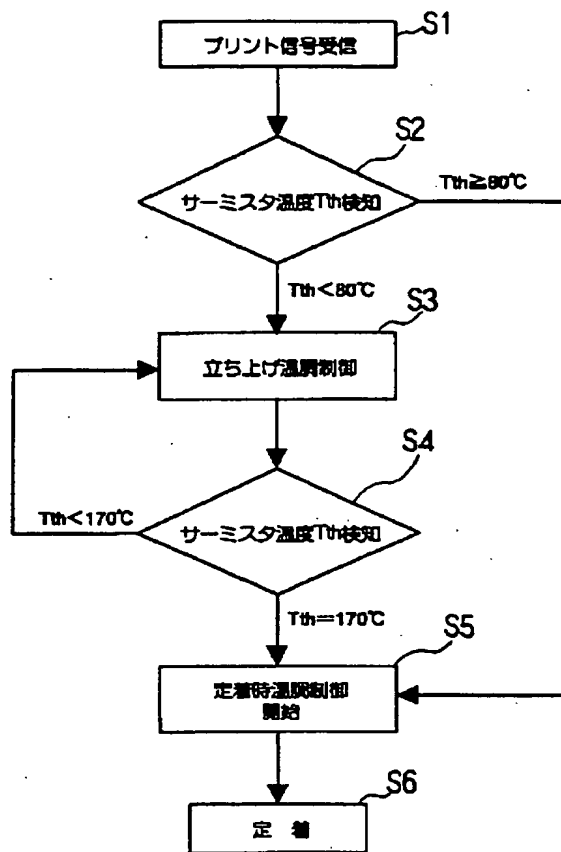 S1
プリント信号受信
S2
サーミスタ温度Tth検知
Tth≧80℃
Tth<80℃
S3
立ち上げ温調制御
S4
サーミスタ温度Tth検知
Tth<170℃
Tth=170℃
S5
定着時温調制御
開始
S6
定 着